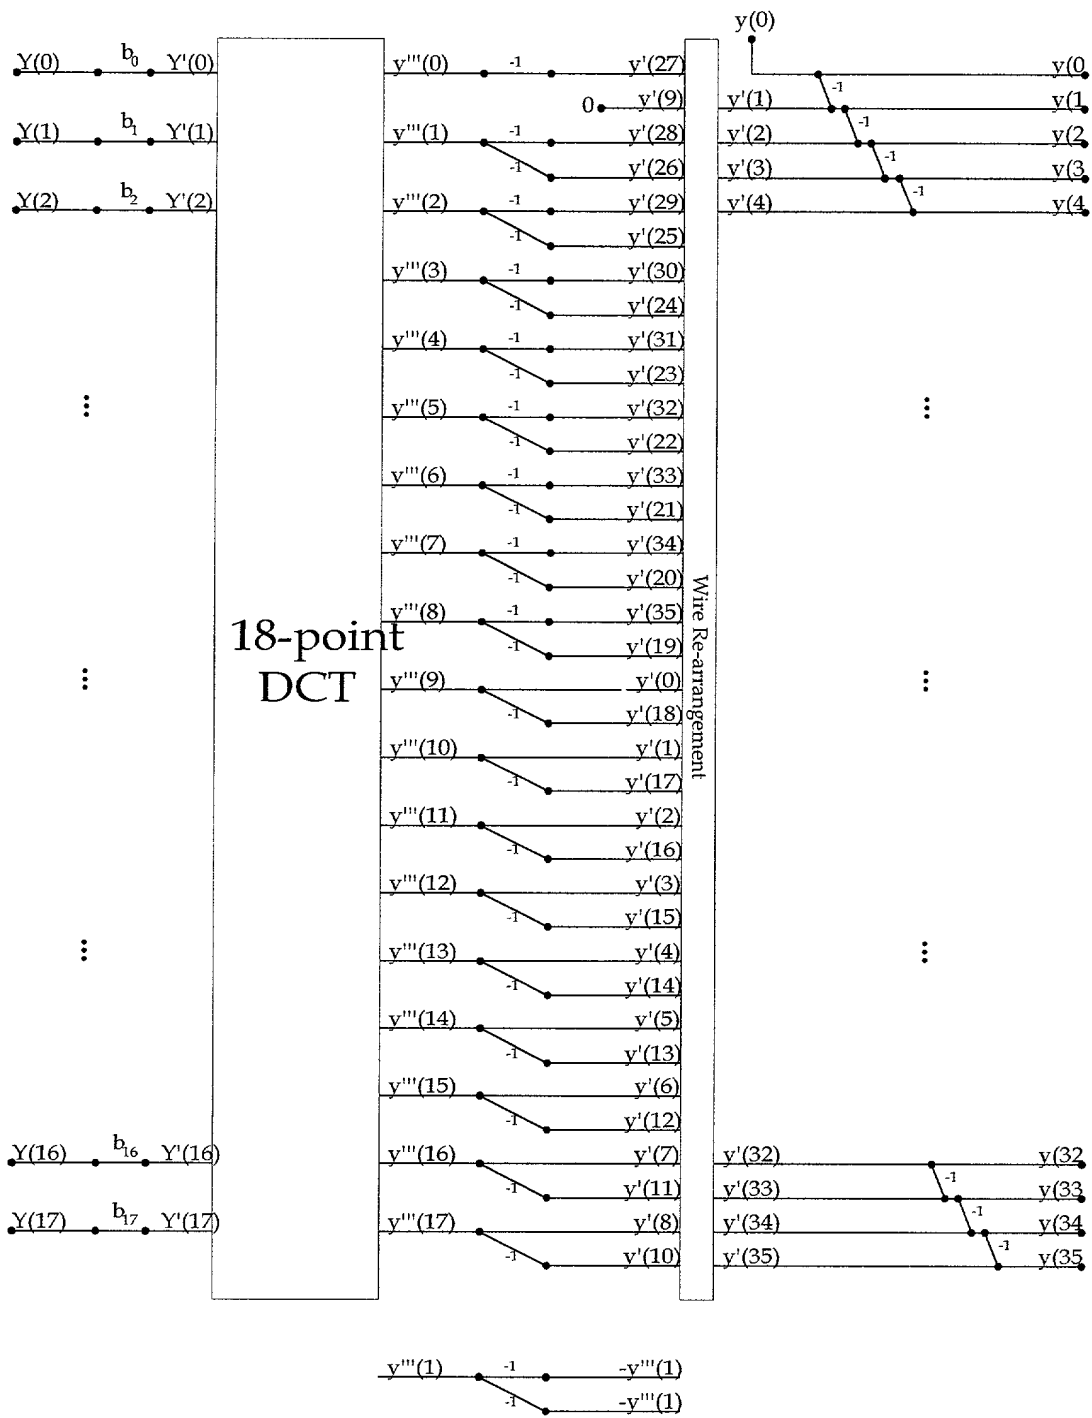 y(0)
Y(0) b0 Y'(0) y'''(0) -1 y'(27) y(0
0 y'(9) y'(1) -1 y(1
Y(1) b1 Y'(1) y'''(1) -1 y'(28) y'(2) -1 y(2
-1 y'(26) y'(3) -1 y(3
Y(2) b2 Y'(2) y'''(2) -1 y'(29) y'(4) -1 y(4
-1 y'(25)
y'''(3) -1 y'(30)
-1 y'(24)
y'''(4) -1 y'(31)
-1 y'(23)
y'''(5) -1 y'(32)
-1 y'(22)
y'''(6) -1 y'(33)
-1 y'(21)
y'''(7) -1 y'(34)
-1 y'(20)
Wire Re-arrangement
y'''(8) -1 y'(35)
18-point
-1 y'(19)
DCT
y'''(9) y'(0)
-1 y'(18)
y'''(10) y'(1)
-1 y'(17)
y'''(11) y'(2)
-1 y'(16)
y'''(12) y'(3)
-1 y'(15)
y'''(13) y'(4)
-1 y'(14)
y'''(14) y'(5)
-1 y'(13)
y'''(15) y'(6)
-1 y'(12)
Y(16) b16 Y'(16) y'''(16) y'(7) y'(32) y(32
-1 y'(11) y'(33) -1 y(33
Y(17) b17 Y'(17) y'''(17) y'(8) y'(34) -1 y(34
-1 y'(10) y'(35) -1 y(35
y'''(1) -1 -y'''(1)
-1 -y'''(1)